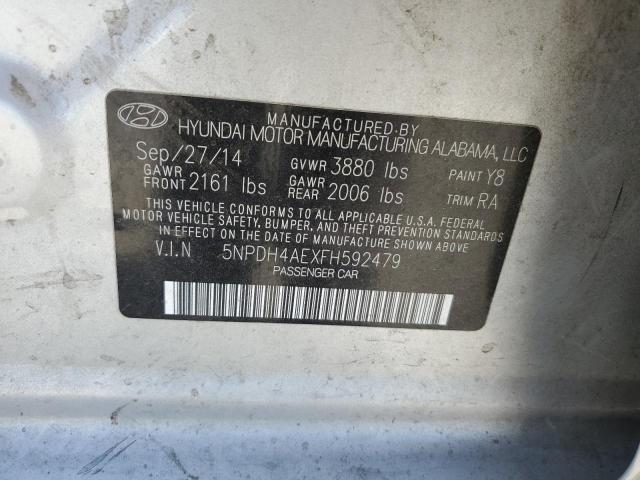 MANUFACTURED BY
HYUNDAI MOTOR MANUFACTURING ALABAMA, LLC
Sep/27/14 GVWR 3880 lbs PAINT Y8
GAWR FRONT 2161 lbs GAWR REAR 2006 lbs TRIM RA
THIS VEHICLE CONFORMS TO ALL APPLICABLE U.S.A. FEDERAL
MOTOR VEHICLE SAFETY, BUMPER, AND THEFT PREVENTION STANDARDS
IN EFFECT ON THE DATE OF MANUFACTURE SHOWN ABOVE
V.I.N 5NPDH4AEXFH592479
PASSENGER CAR